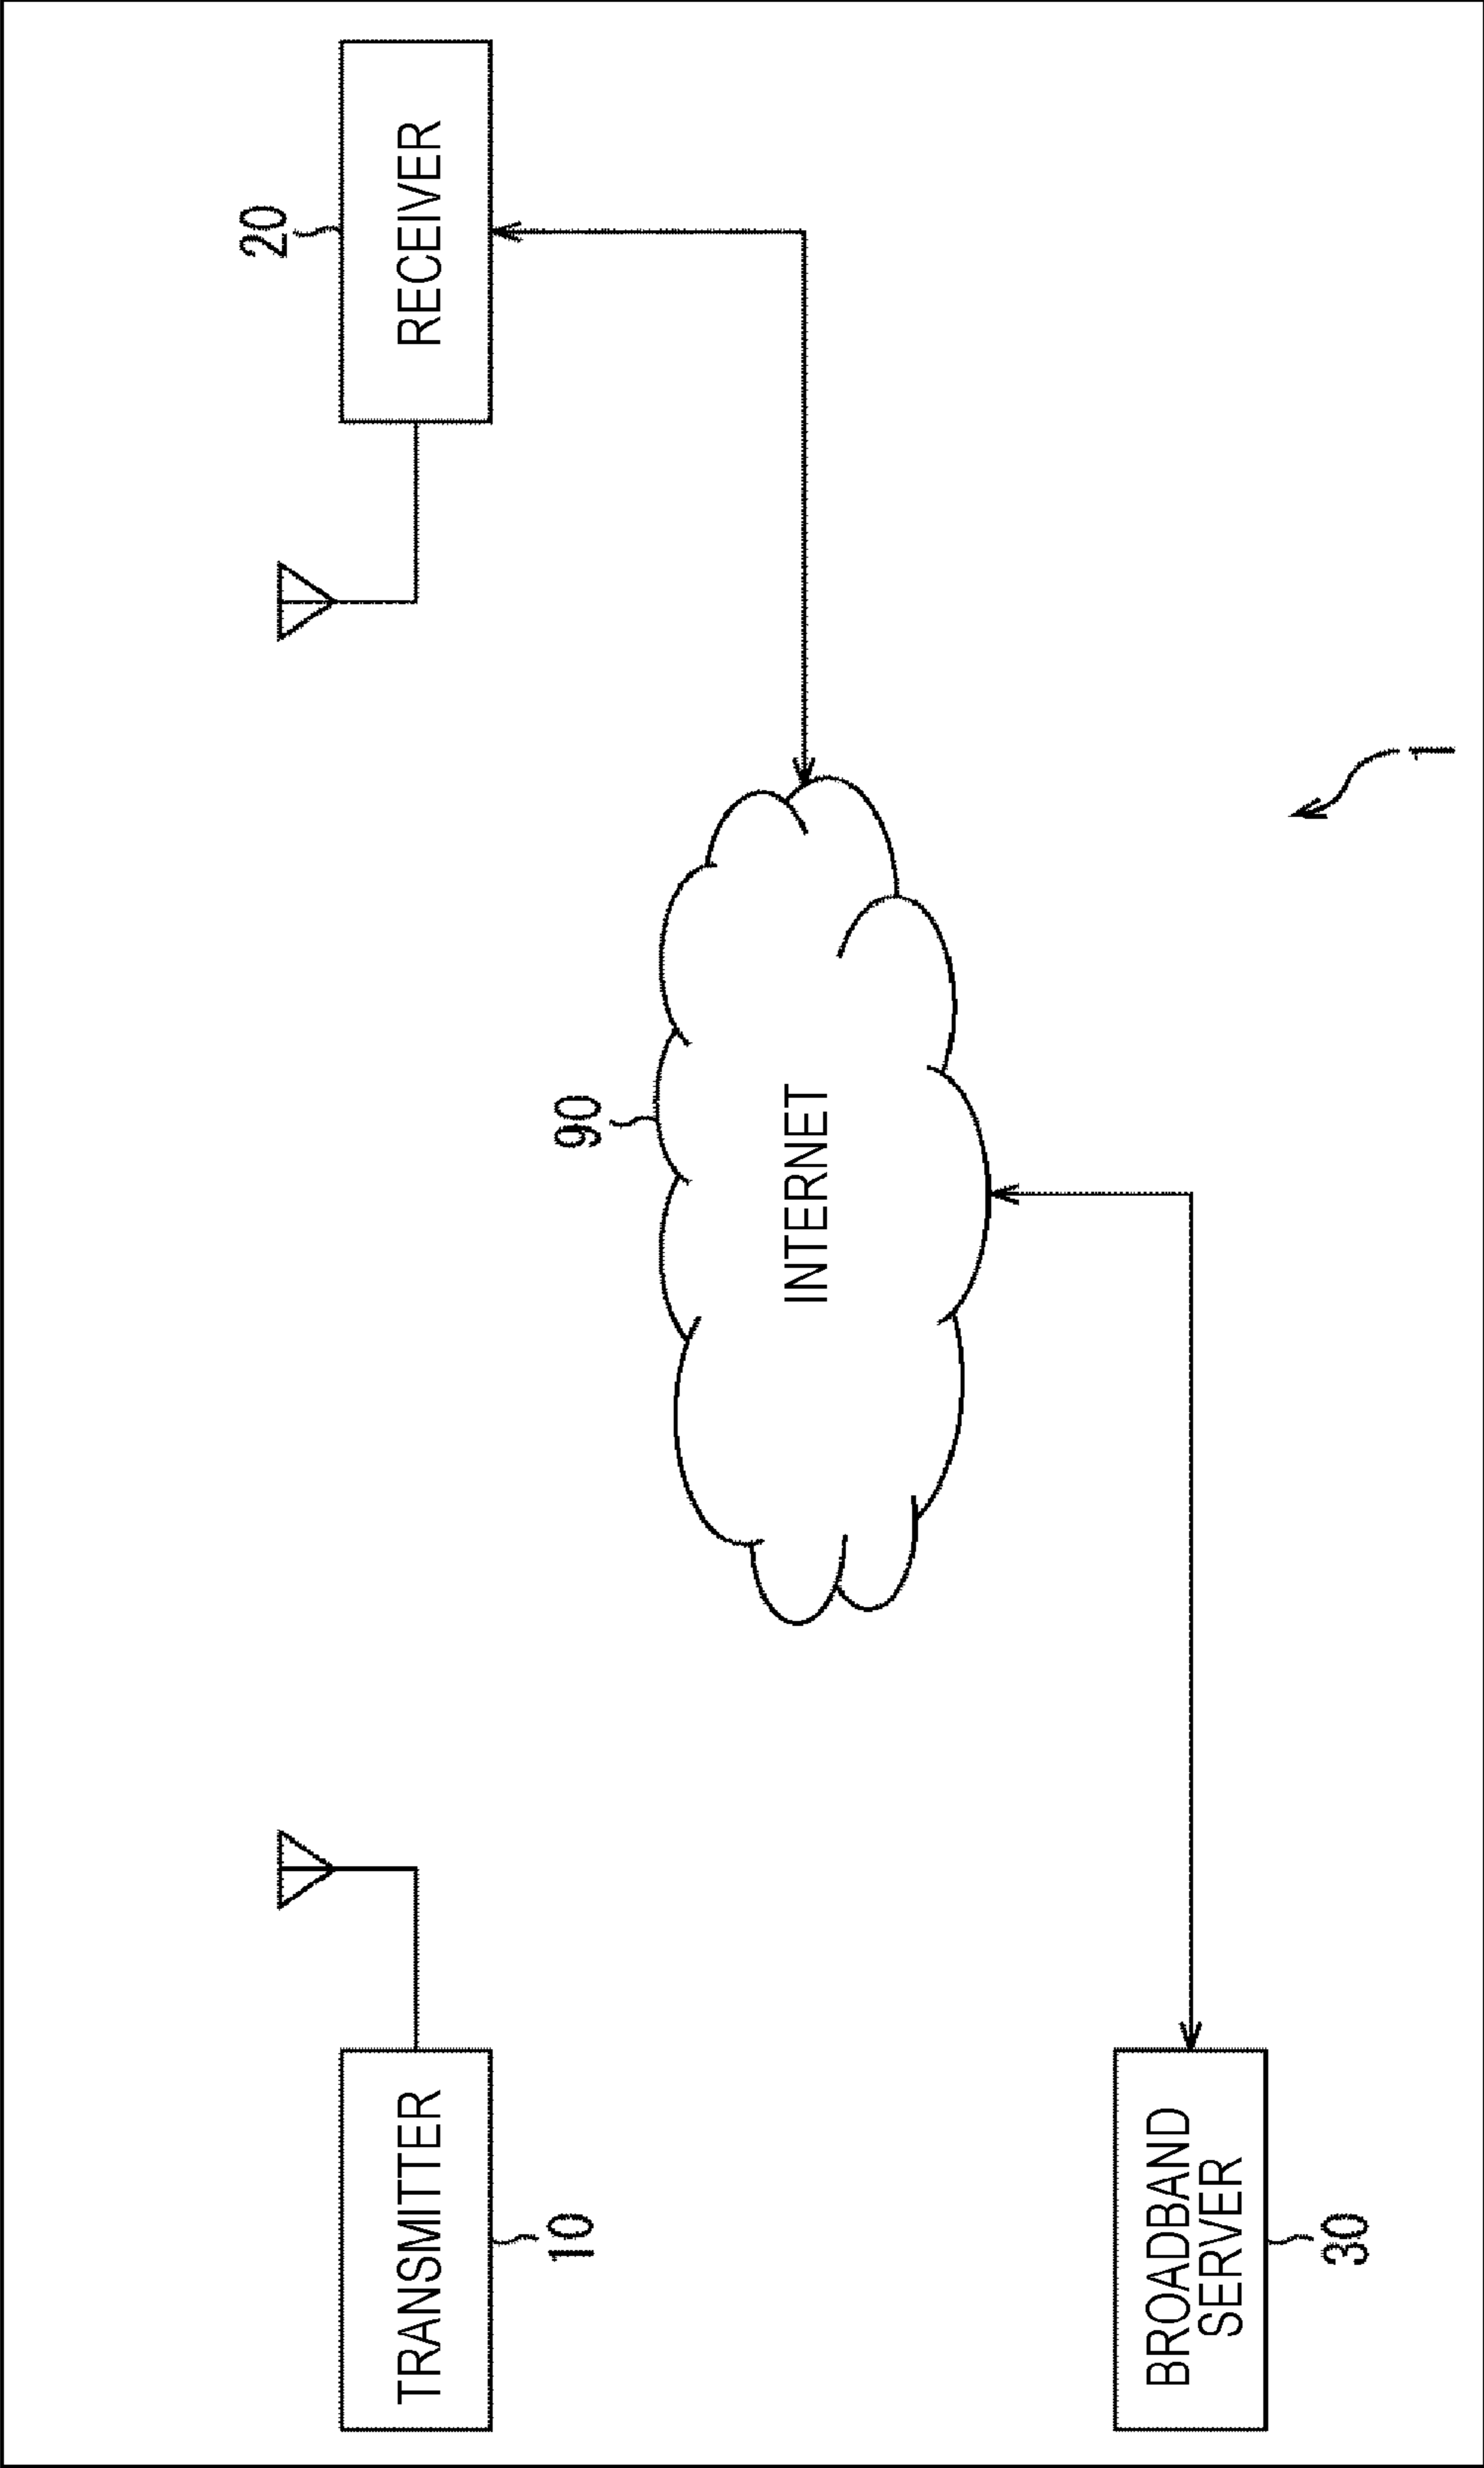 TRANSMITTER
10
20
RECEIVER
90
INTERNET
BROADBAND
SERVER
30
1